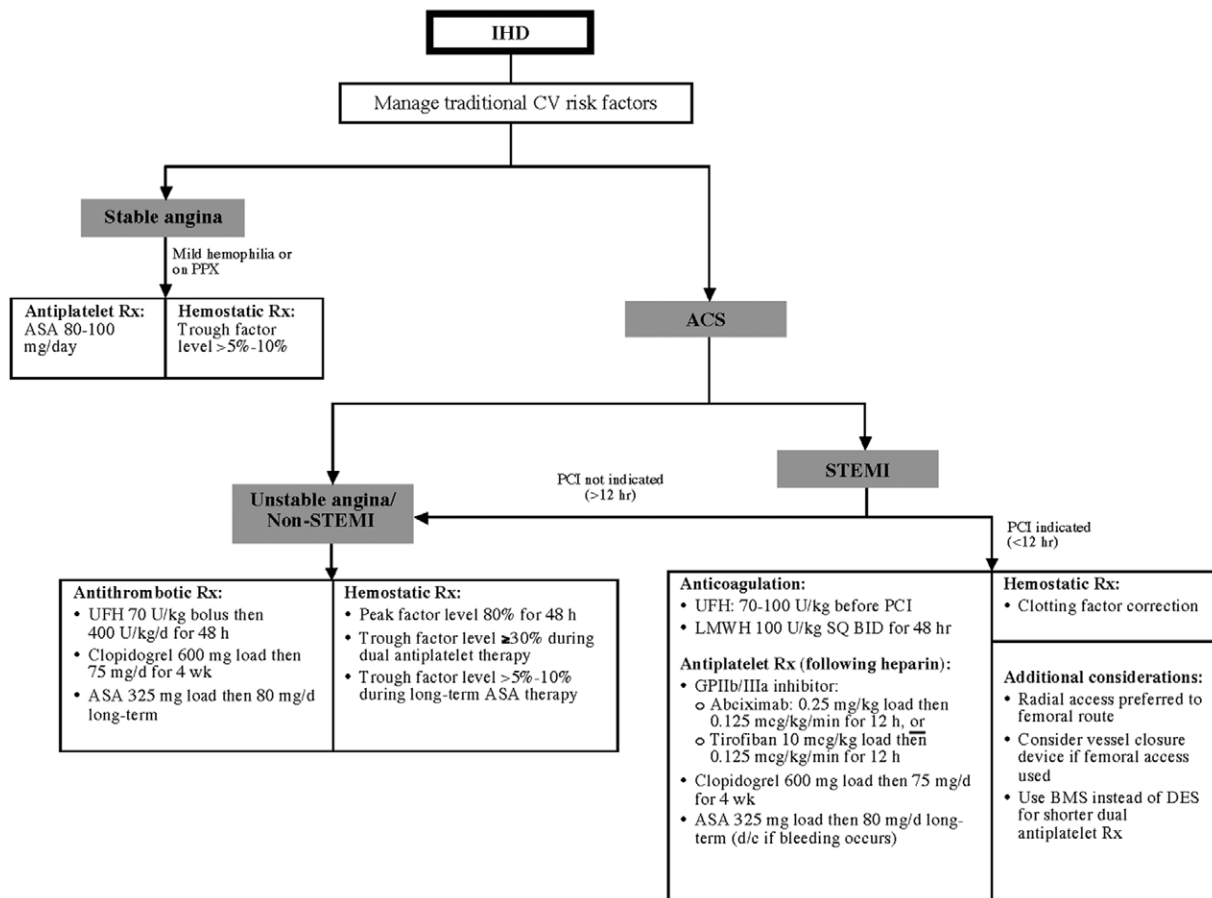 IHD
Manage traditional CV risk factors
Stable angina
Mild hemophilia or
on PPX
Antiplatelet Rx:
ASA 80-100
mg/day
Hemostatic Rx:
Trough factor
level >5%-10%
ACS
Unstable angina/
Non-STEMI
PCI not indicated
(>12 hr)
STEMI
PCI indicated
(<12 hr)
Antithrombotic Rx:
• UFH 70 U/kg bolus then
400 U/kg/d for 48 h
• Clopidogrel 600 mg load then
75 mg/d for 4 wk
• ASA 325 mg load then 80 mg/d
long-term
Hemostatic Rx:
• Peak factor level 80% for 48 h
• Trough factor level ≥30% during
dual antiplatelet therapy
• Trough factor level >5%-10%
during long-term ASA therapy
Anticoagulation:
• UFH: 70-100 U/kg before PCI
• LMWH 100 U/kg SQ BID for 48 hr
Antiplatelet Rx (following heparin):
• GPIIb/IIIa inhibitor:
o Abciximab: 0.25 mg/kg load then
0.125 mcg/kg/min for 12 h, or
o Tirofiban 10 mcg/kg load then
0.125 mcg/kg/min for 12 h
• Clopidogrel 600 mg load then 75 mg/d
for 4 wk
• ASA 325 mg load then 80 mg/d long-
term (d/c if bleeding occurs)
Hemostatic Rx:
• Clotting factor correction
Additional considerations:
• Radial access preferred to
femoral route
• Consider vessel closure
device if femoral access
used
• Use BMS instead of DES
for shorter dual
antiplatelet Rx